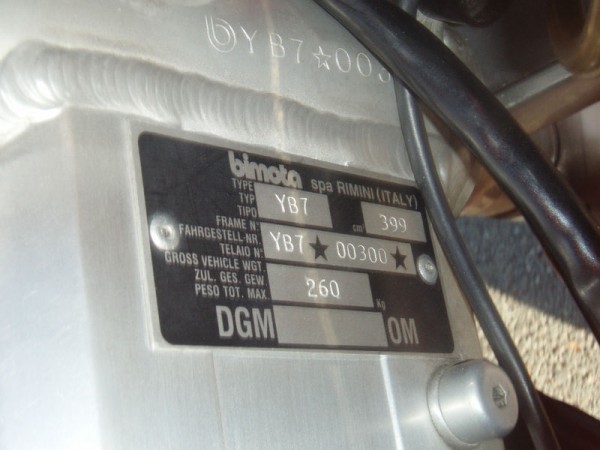 YB7☆003
bimota spa RIMINI (ITALY)
TYPE
TYP
TIPO
YB7
cm³ 399
FRAME N.
FAHRGESTELL-NR.
TELAIO N.
YB7★00300★
GROSS VEHICLE WGT.
ZUL. GES. GEW.
PESO TOT. MAX.
260 Kg
DGM OM